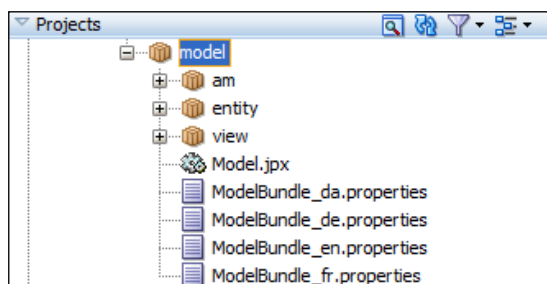 Projects
model
am
entity
view
Model.jpx
ModelBundle_da.properties
ModelBundle_de.properties
ModelBundle_en.properties
ModelBundle_fr.properties